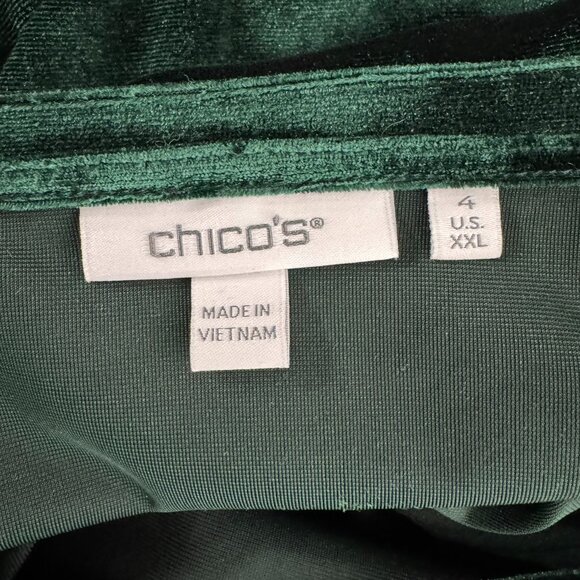 chico's®
MADE IN
VIETNAM
4
U.S.
XXL